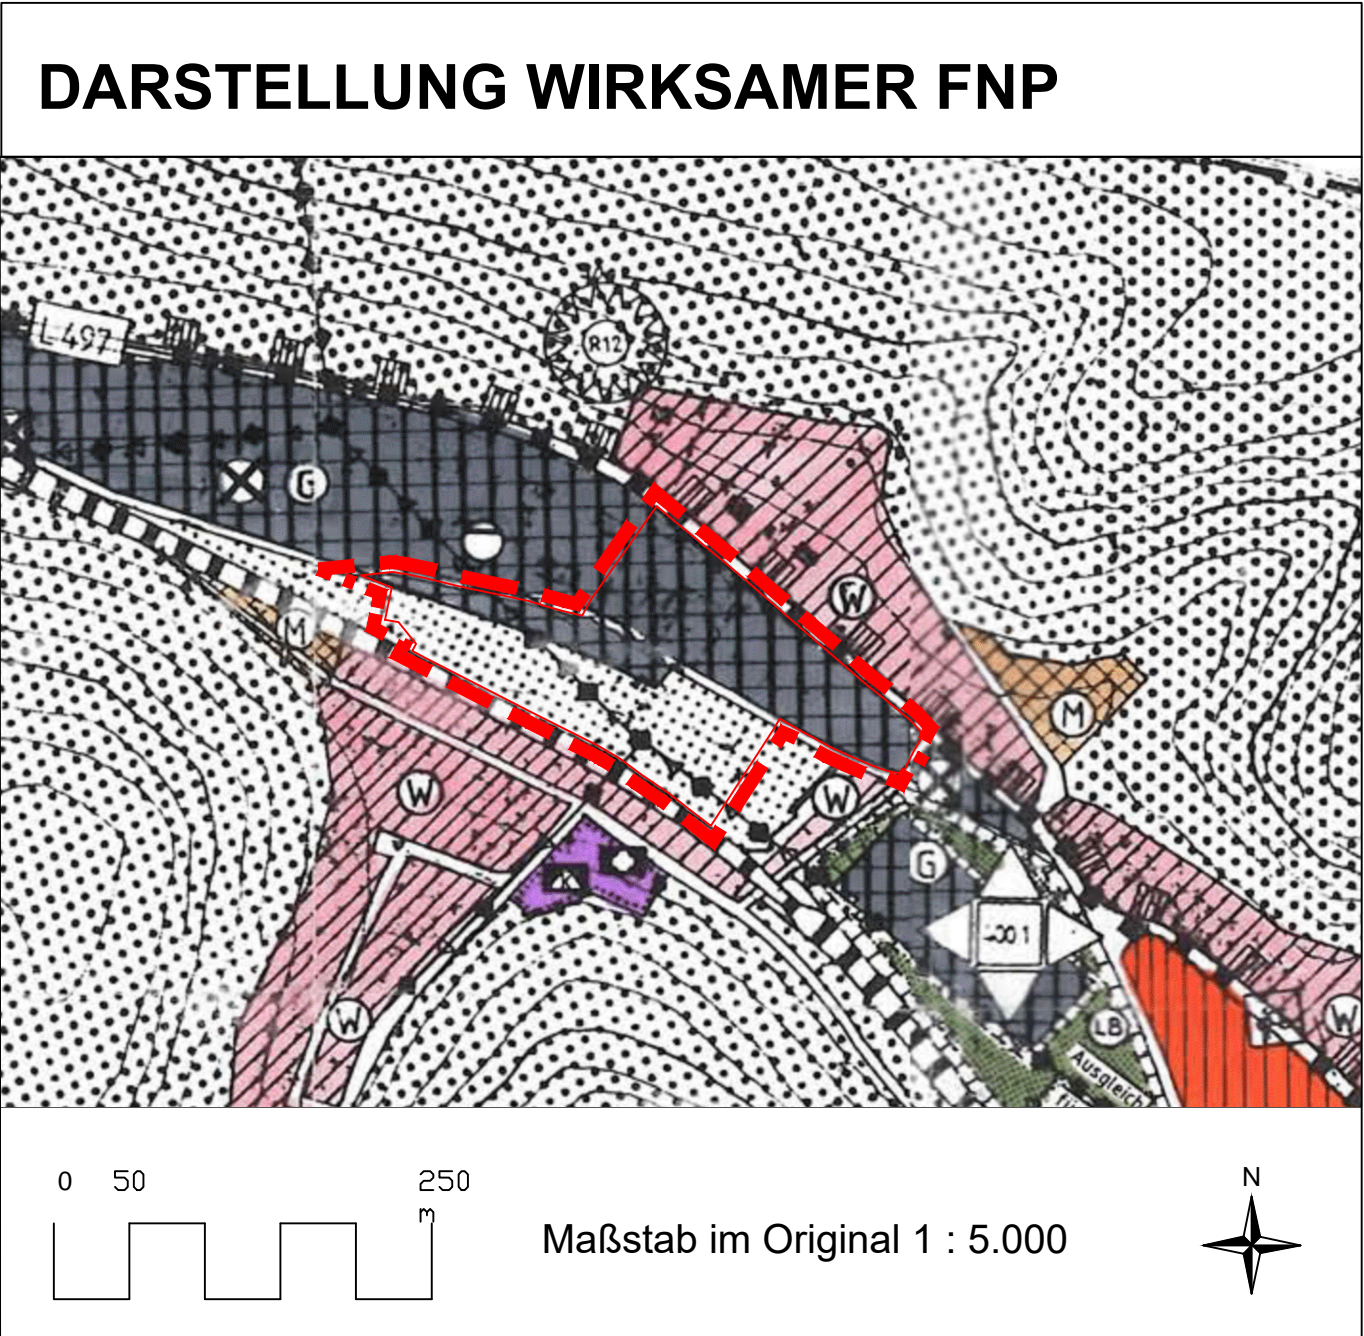 DARSTELLUNG WIRKSAMER FNP
L 497
R12
G
W
M
M
W
W
G
W
LB
W
Ausgleich
0 50 250
m
Maßstab im Original 1 : 5.000
N